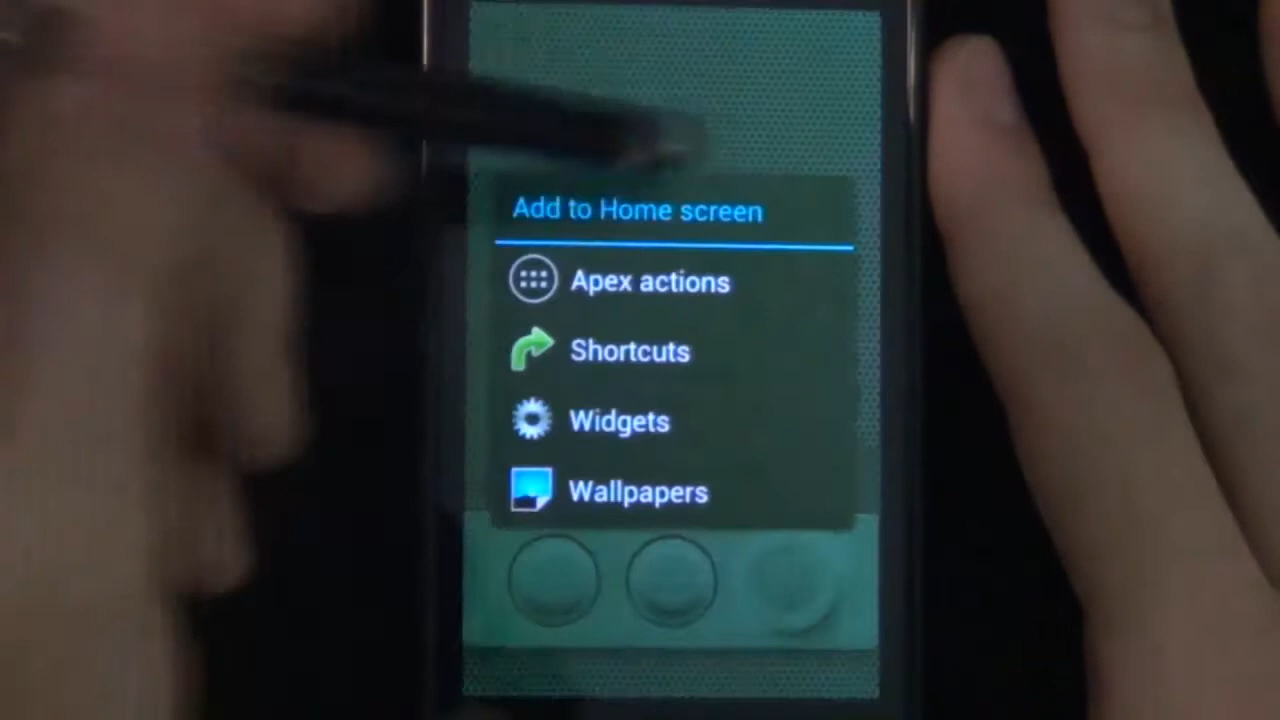 Add to Home screen
Apex actions
Shortcuts
Widgets
Wallpapers